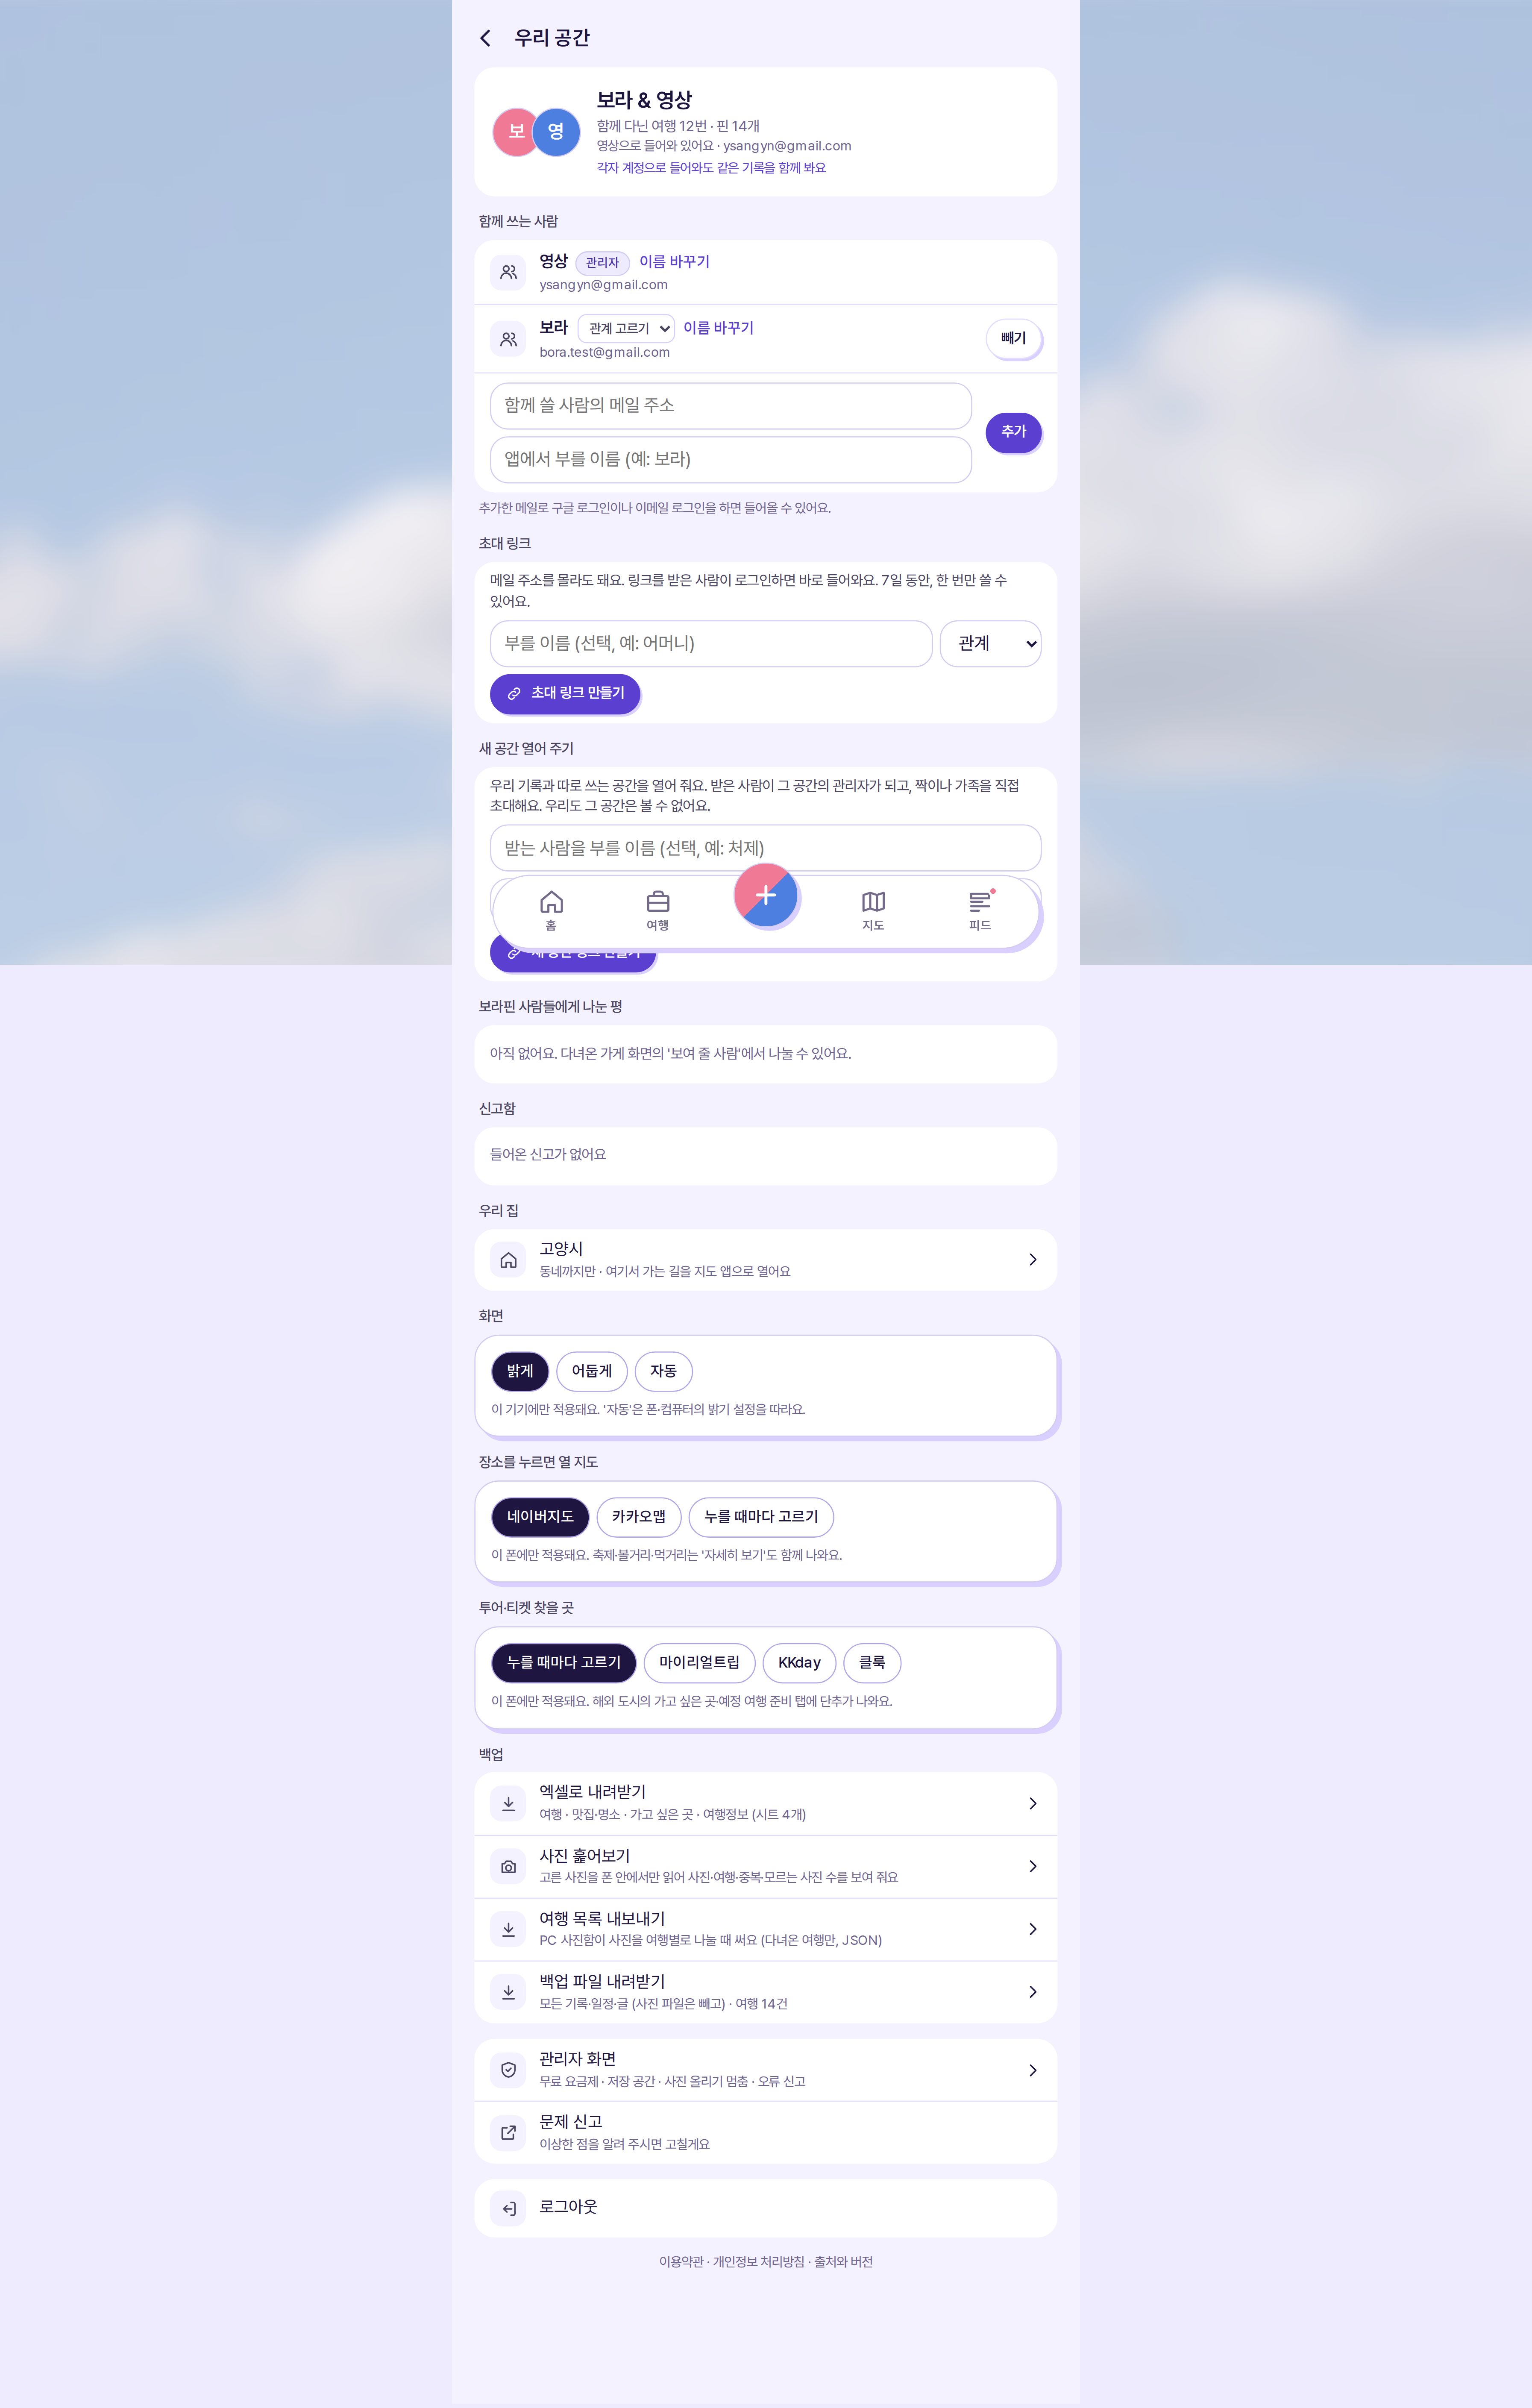 우리 공간
보 영
보라 & 영상
함께 다닌 여행 12번 · 핀 14개
영상으로 들어와 있어요 · ysangyn@gmail.com
각자 계정으로 들어와도 같은 기록을 함께 봐요
함께 쓰는 사람
영상 관리자 이름 바꾸기
ysangyn@gmail.com
보라 관계 고르기 이름 바꾸기
bora.test@gmail.com
빼기
함께 쓸 사람의 메일 주소
앱에서 부를 이름 (예: 보라)
추가
추가한 메일로 구글 로그인이나 이메일 로그인을 하면 들어올 수 있어요.
초대 링크
메일 주소를 몰라도 돼요. 링크를 받은 사람이 로그인하면 바로 들어와요. 7일 동안, 한 번만 쓸 수
있어요.
부를 이름 (선택, 예: 어머니) 관계
초대 링크 만들기
새 공간 열어 주기
우리 기록과 따로 쓰는 공간을 열어 줘요. 받은 사람이 그 공간의 관리자가 되고, 짝이나 가족을 직접
초대해요. 우리도 그 공간은 볼 수 없어요.
받는 사람을 부를 이름 (선택, 예: 처제)
홈 여행 지도 피드
보라핀 사람들에게 나눈 평
아직 없어요. 다녀온 가게 화면의 '보여 줄 사람'에서 나눌 수 있어요.
신고함
들어온 신고가 없어요
우리 집
고양시
동네까지만 · 여기서 가는 길을 지도 앱으로 열어요
화면
밝게 어둡게 자동
이 기기에만 적용돼요. '자동'은 폰·컴퓨터의 밝기 설정을 따라요.
장소를 누르면 열 지도
네이버지도 카카오맵 누를 때마다 고르기
이 폰에만 적용돼요. 축제·볼거리·먹거리는 '자세히 보기'도 함께 나와요.
투어·티켓 찾을 곳
누를 때마다 고르기 마이리얼트립 KKday 클룩
이 폰에만 적용돼요. 해외 도시의 가고 싶은 곳·예정 여행 준비 탭에 단추가 나와요.
백업
엑셀로 내려받기
여행 · 맛집·명소 · 가고 싶은 곳 · 여행정보 (시트 4개)
사진 훑어보기
고른 사진을 폰 안에서만 읽어 사진·여행·중복·모르는 사진 수를 보여 줘요
여행 목록 내보내기
PC 사진함이 사진을 여행별로 나눌 때 써요 (다녀온 여행만, JSON)
백업 파일 내려받기
모든 기록·일정·글 (사진 파일은 빼고) · 여행 14건
관리자 화면
무료 요금제 · 저장 공간 · 사진 올리기 멈춤 · 오류 신고
문제 신고
이상한 점을 알려 주시면 고칠게요
로그아웃
이용약관 · 개인정보 처리방침 · 출처와 버전